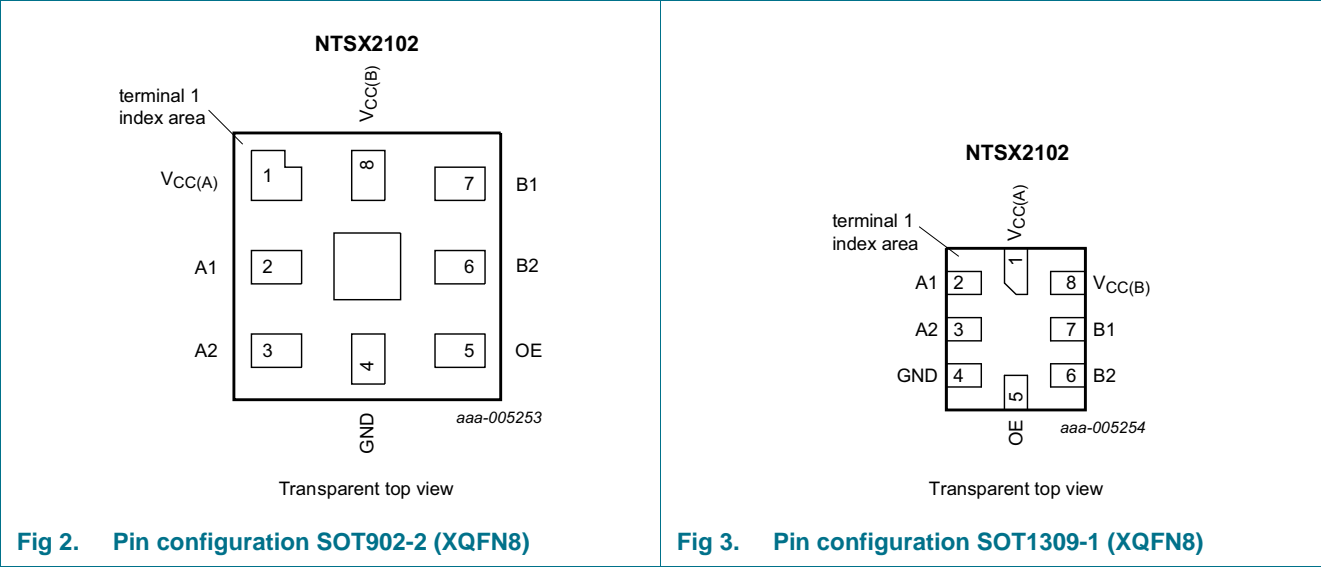 NTSX2102
VCC(B)
terminal 1
index area
VCC(A)
1
8
7
B1
A1
2
6
B2
A2
3
4
5
OE
GND
aaa-005253
Transparent top view
Fig 2. Pin configuration SOT902-2 (XQFN8)
NTSX2102
VCC(A)
terminal 1
index area
1
A1
2
8
VCC(B)
A2
3
7
B1
GND
4
6
B2
5
OE
aaa-005254
Transparent top view
Fig 3. Pin configuration SOT1309-1 (XQFN8)